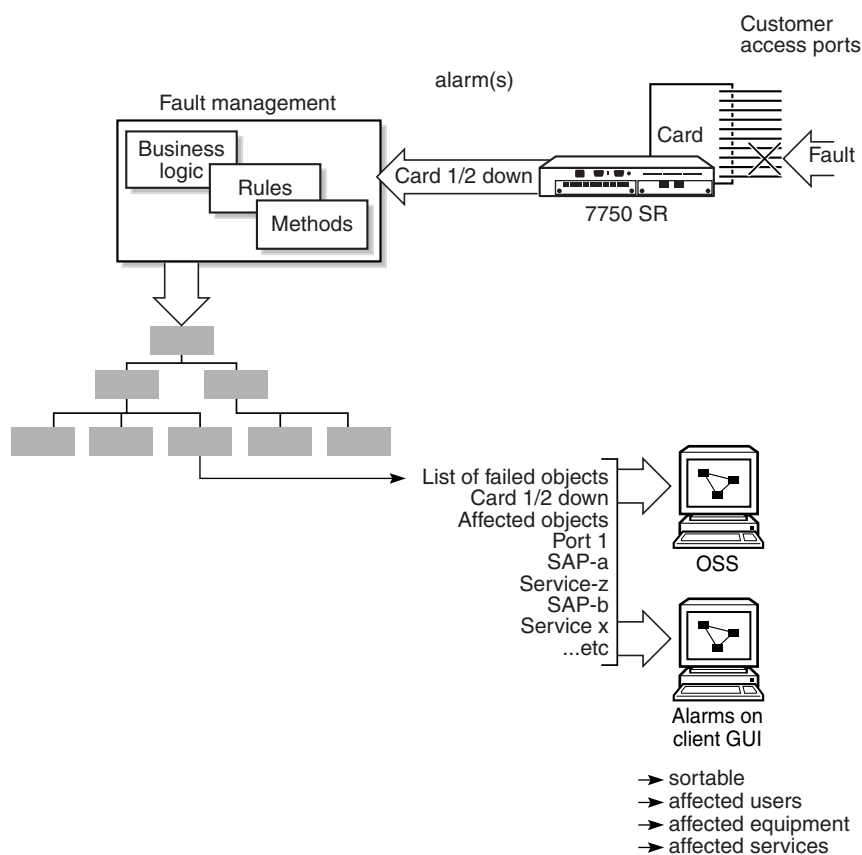 Customer
access ports
alarm(s)
Fault management
Card
Business
logic
Fault
Card 1/2 down
Rules
Methods
7750 SR
List of failed objects
Card 1/2 down
Affected objects
Port 1
SAP-a
Service-z
SAP-b
Service x
...etc
OSS
Alarms on
client GUI
sortable
affected users
affected equipment
affected services